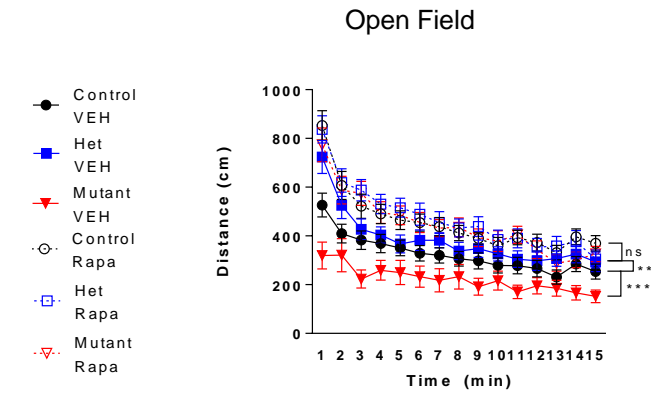 Open Field
Control
VEH
Het
VEH
Mutant
VEH
Control
Rapa
Het
Rapa
Mutant
Rapa
Distance (cm)
1000
800
600
400
200
0
ns
**
***
1 2 3 4 5 6 7 8 9 10 11 12 13 14 15
Time (min)